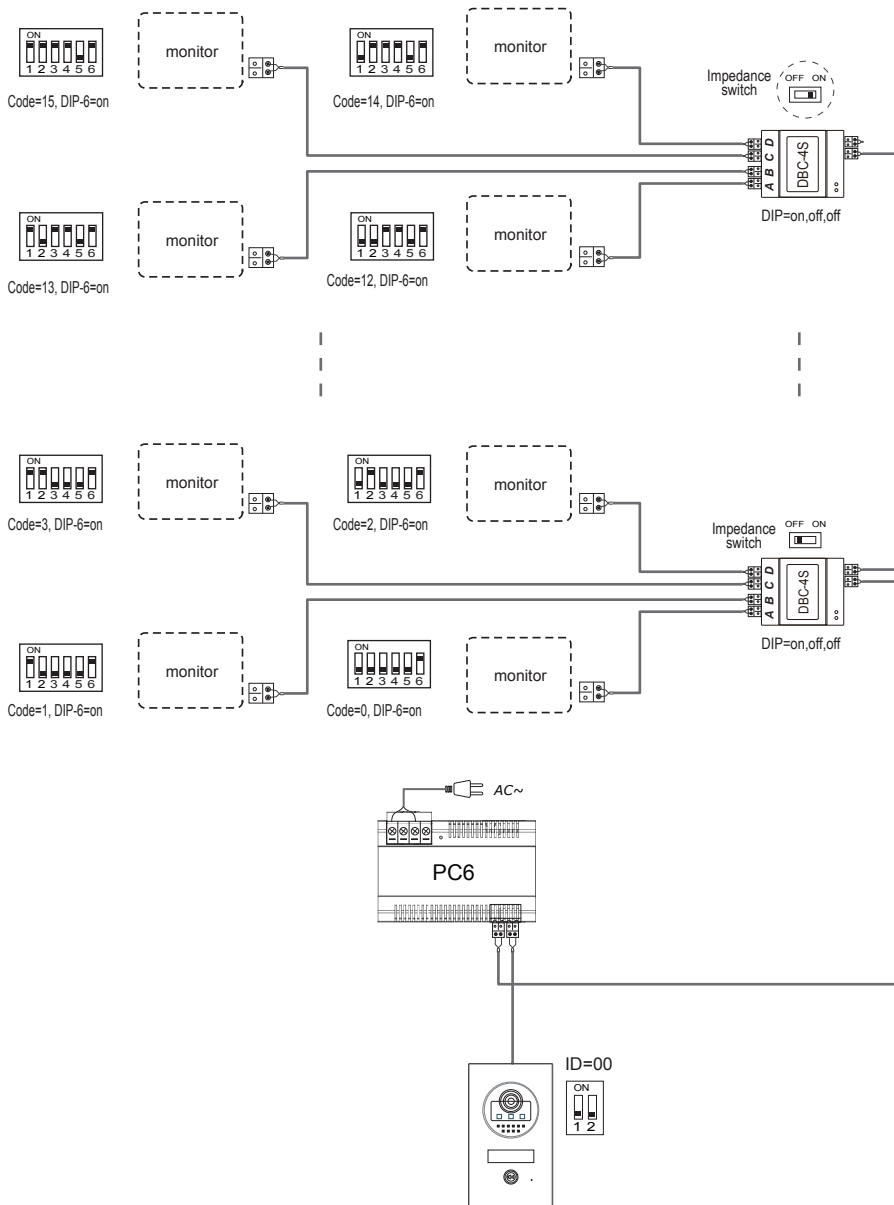 ON
1 2 3 4 5 6
Code=15, DIP-6=on
monitor
ON
1 2 3 4 5 6
Code=14, DIP-6=on
monitor
Impedance
switch
OFF ON
A B C D
DBC-4S
DIP=on,off,off
ON
1 2 3 4 5 6
Code=13, DIP-6=on
monitor
ON
1 2 3 4 5 6
Code=12, DIP-6=on
monitor
ON
1 2 3 4 5 6
Code=3, DIP-6=on
monitor
ON
1 2 3 4 5 6
Code=2, DIP-6=on
monitor
Impedance
switch
OFF ON
A B C D
DBC-4S
DIP=on,off,off
ON
1 2 3 4 5 6
Code=1, DIP-6=on
monitor
ON
1 2 3 4 5 6
Code=0, DIP-6=on
monitor
AC~
PC6
ID=00
ON
1 2